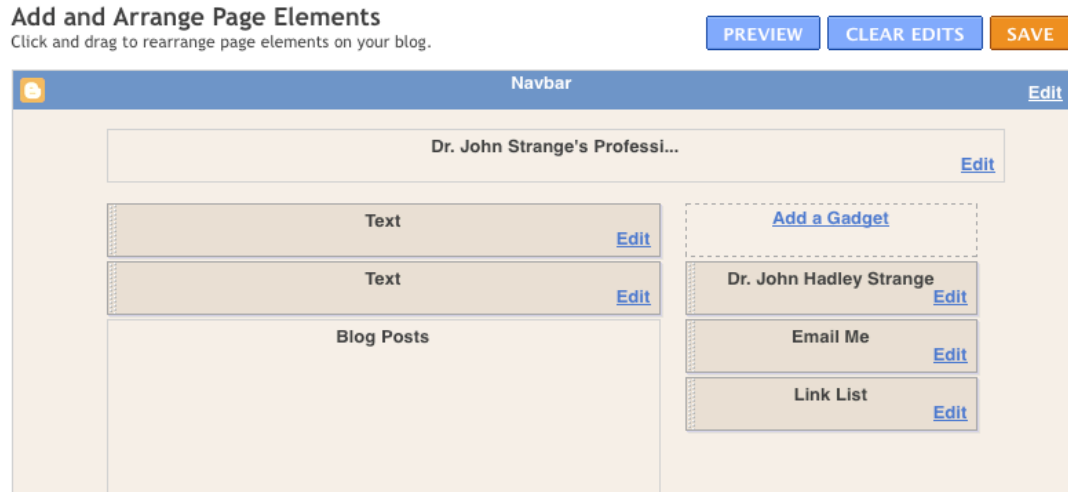 Add and Arrange Page Elements
Click and drag to rearrange page elements on your blog.
PREVIEW
CLEAR EDITS
SAVE
Navbar
Edit
Dr. John Strange's Professi...
Edit
Text
Edit
Text
Edit
Blog Posts
Add a Gadget
Dr. John Hadley Strange
Edit
Email Me
Edit
Link List
Edit